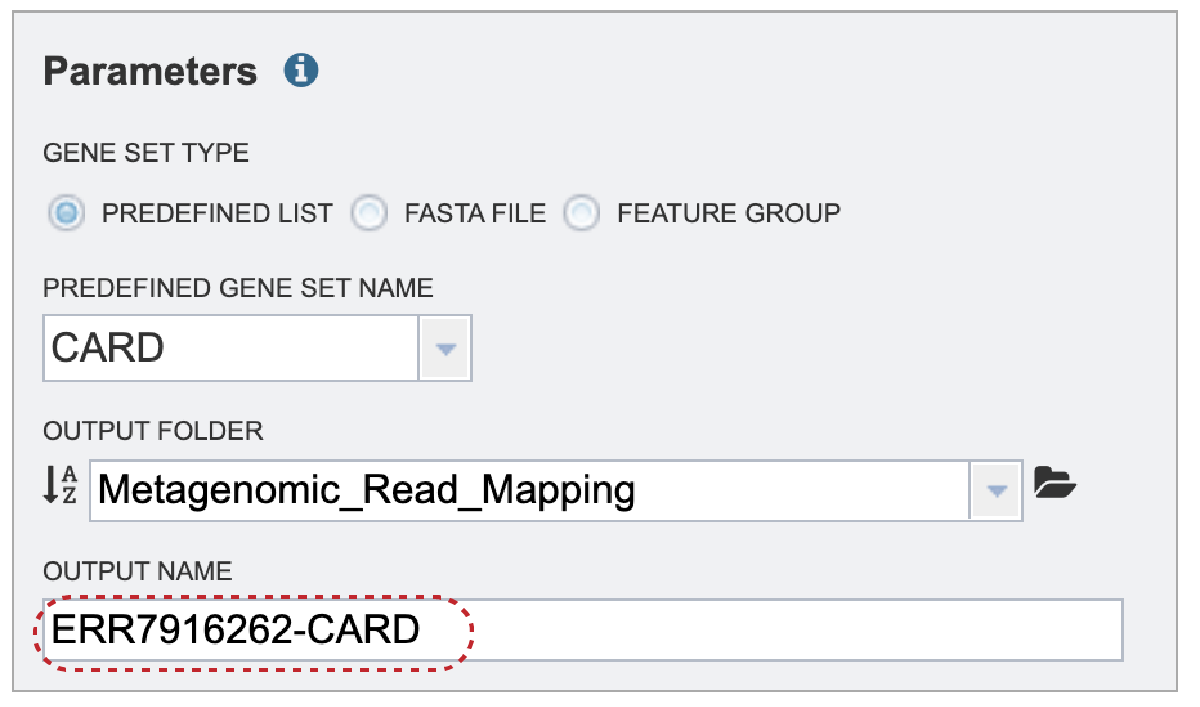 Parameters
GENE SET TYPE
PREDEFINED LIST FASTA FILE FEATURE GROUP
PREDEFINED GENE SET NAME
CARD
OUTPUT FOLDER
A
Z
Metagenomic_Read_Mapping
OUTPUT NAME
ERR7916262-CARD